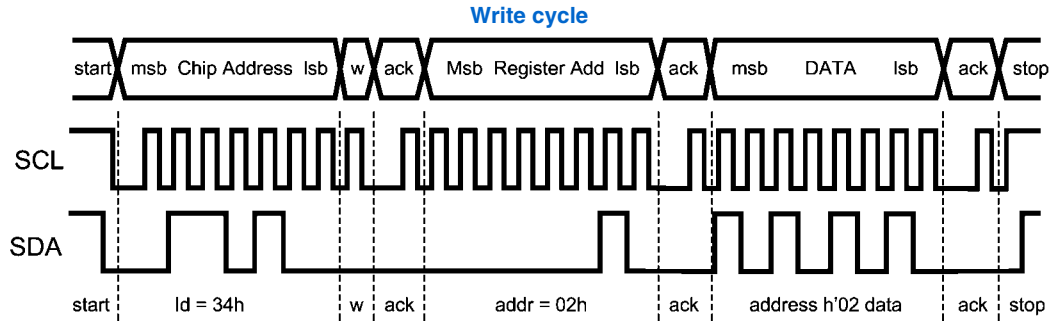 Write cycle
start msb Chip Address lsb w ack Msb Register Add lsb ack msb DATA lsb ack stop
SCL
SDA
start Id = 34h w ack addr = 02h ack address h'02 data ack stop